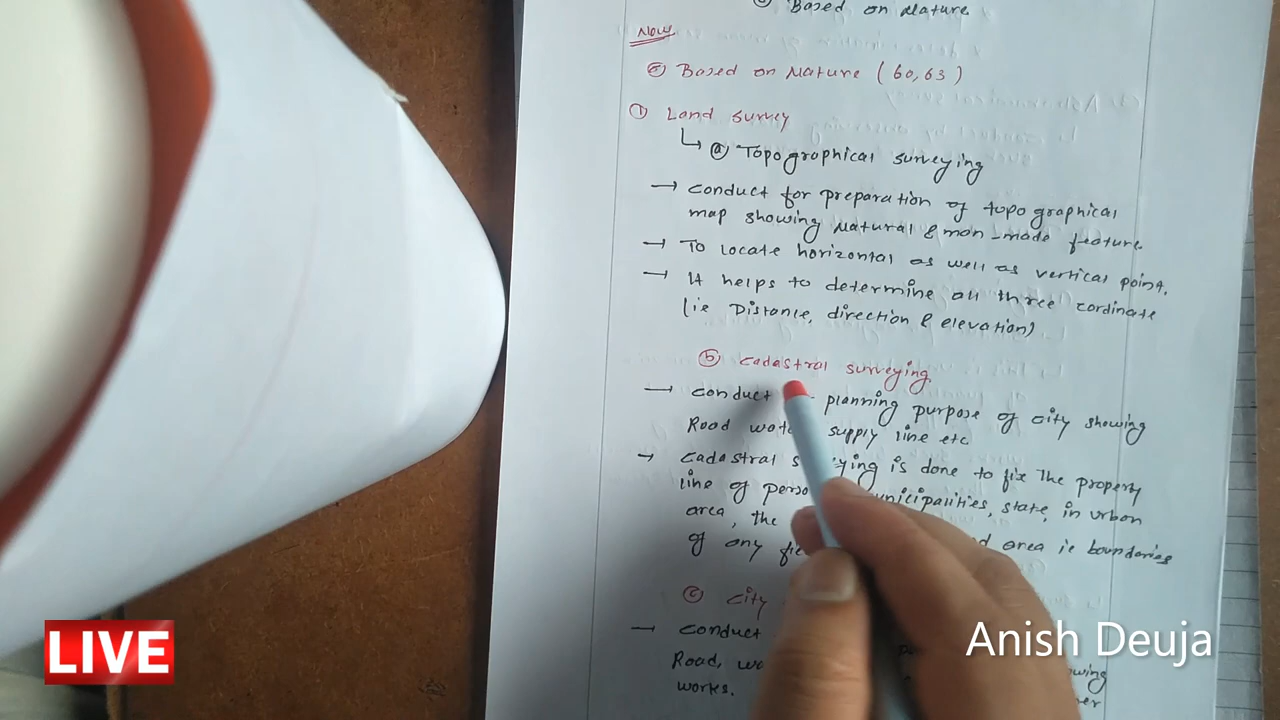 Based on Nature
Now
ⓒ Based on Nature (60,63)
① Land survey
↳ ⓐ Topographical surveying
→ conduct for preparation of topographical
map showing Natural & man-made feature
→ To locate horizontal as well as vertical point.
→ It helps to determine all three cordinate
(ie Distance, direction & elevation)
ⓑ cadastral surveying
→ conduct planning purpose of city showing
Road supply line etc
→ cadastral is done to fix The property
line of state, in urban
area, the
of any area ie boundaries
ⓒ city
→ conduct
Road,
works.
LIVE
Anish Deuja